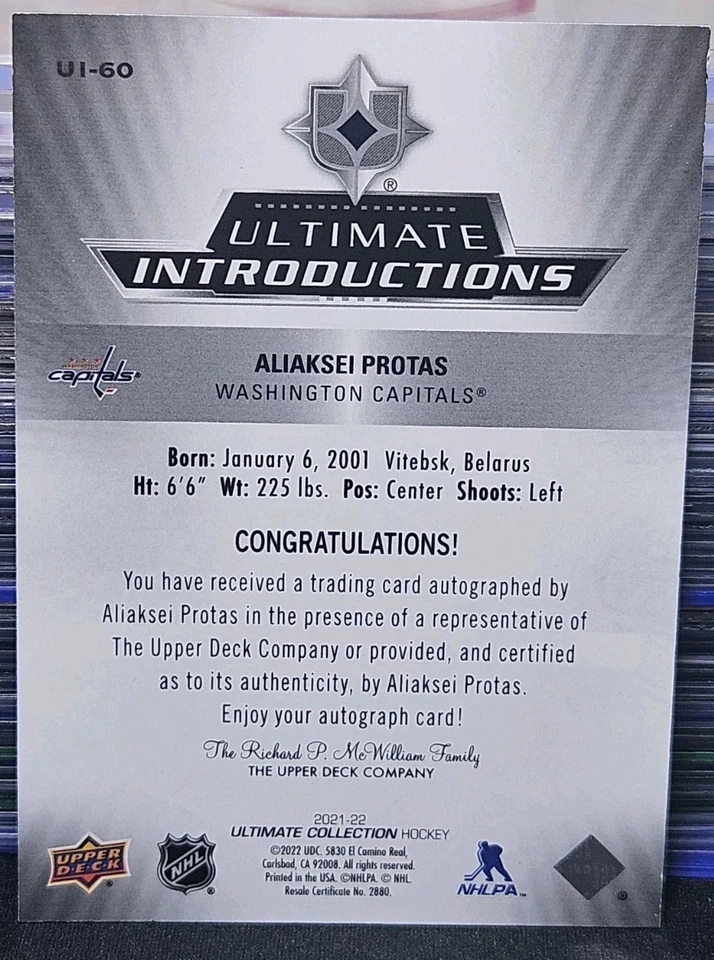 UI-60
®
ULTIMATE
INTRODUCTIONS
capitals®
ALIAKSEI PROTAS
WASHINGTON CAPITALS®
Born: January 6, 2001 Vitebsk, Belarus
Ht: 6'6" Wt: 225 lbs. Pos: Center Shoots: Left
CONGRATULATIONS!
You have received a trading card autographed by
Aliaksei Protas in the presence of a representative of
The Upper Deck Company or provided, and certified
as to its authenticity, by Aliaksei Protas.
Enjoy your autograph card!
The Richard P. McWilliam Family
THE UPPER DECK COMPANY
2021-22
ULTIMATE COLLECTION HOCKEY
©2022 UDC. 5830 El Camino Real,
Carlsbad, CA 92008. All rights reserved.
Printed in the USA. ©NHLPA. © NHL.
Resale Certificate No. 2880.
UPPER
D·E·C·K
®
NHL
®
NHLPA™
®